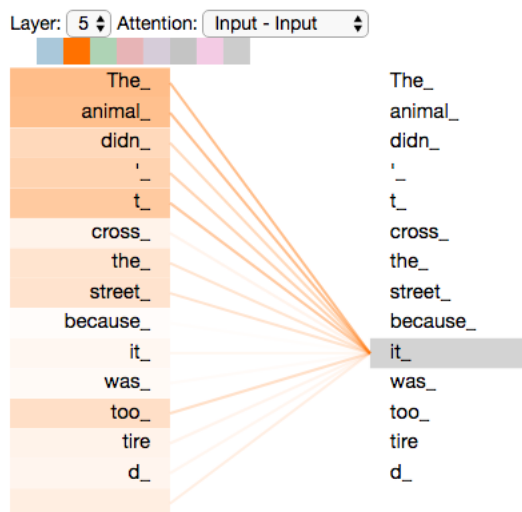 Layer: 5 Attention: Input - Input
The_ The_
animal_ animal_
didn_ didn_
'_ '_
t_ t_
cross_ cross_
the_ the_
street_ street_
because_ because_
it_ it_
was_ was_
too_ too_
tire tire
d_ d_